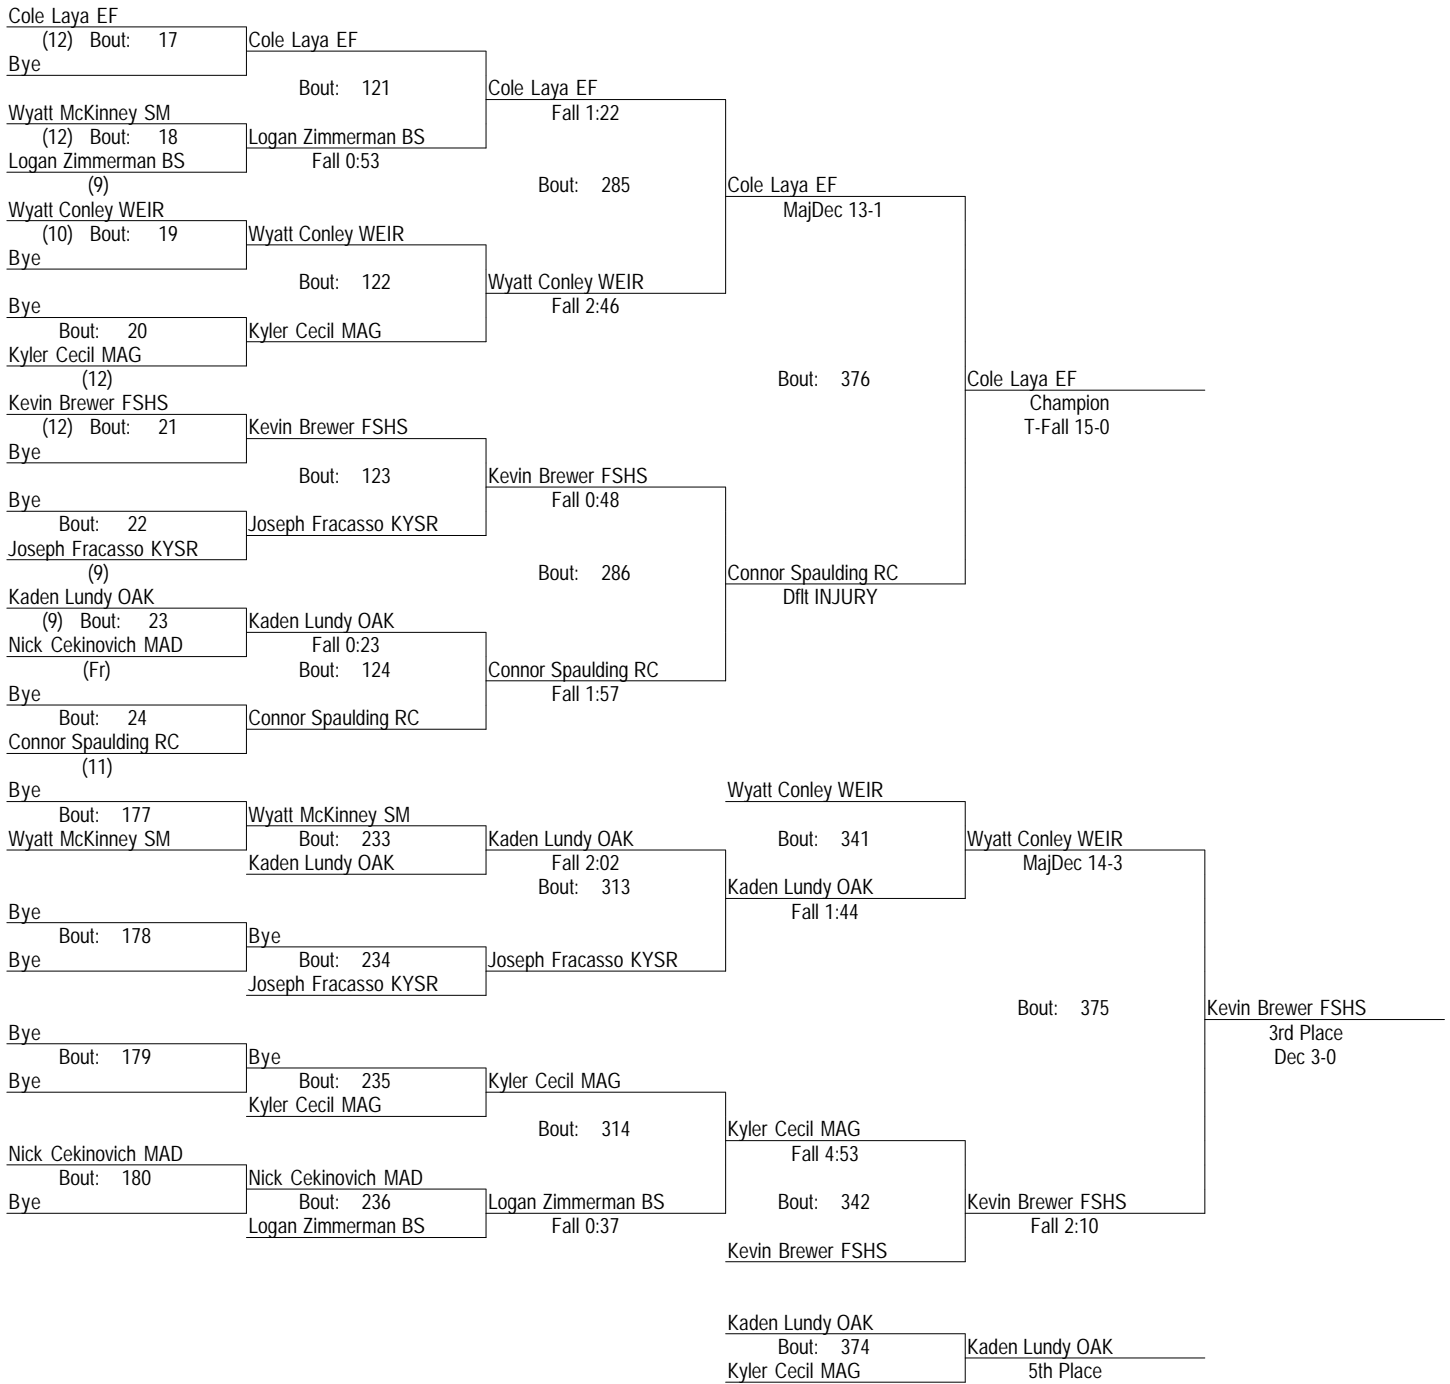 Cole Laya EF
(12) Bout: 17 Cole Laya EF
Bye
Bout: 121 Cole Laya EF
Wyatt McKinney SM Fall 1:22
(12) Bout: 18 Logan Zimmerman BS
Logan Zimmerman BS Fall 0:53
(9) Bout: 285 Cole Laya EF
Wyatt Conley WEIR MajDec 13-1
(10) Bout: 19 Wyatt Conley WEIR
Bye
Bout: 122 Wyatt Conley WEIR
Bye Fall 2:46
Bout: 20 Kyler Cecil MAG
Kyler Cecil MAG
(12) Bout: 376 Cole Laya EF
Kevin Brewer FSHS Champion
(12) Bout: 21 Kevin Brewer FSHS T-Fall 15-0
Bye
Bout: 123 Kevin Brewer FSHS
Bye Fall 0:48
Bout: 22 Joseph Fracasso KYSR
Joseph Fracasso KYSR
(9) Bout: 286 Connor Spaulding RC
Kaden Lundy OAK Dflt INJURY
(9) Bout: 23 Kaden Lundy OAK
Nick Cekinovich MAD Fall 0:23
(Fr) Bout: 124 Connor Spaulding RC
Bye Fall 1:57
Bout: 24 Connor Spaulding RC
Connor Spaulding RC
(11)
Bye Wyatt Conley WEIR
Bout: 177 Wyatt McKinney SM
Wyatt McKinney SM Bout: 233 Kaden Lundy OAK Bout: 341 Wyatt Conley WEIR
Kaden Lundy OAK Fall 2:02 MajDec 14-3
Bout: 313 Kaden Lundy OAK
Bye Fall 1:44
Bout: 178 Bye
Bye Bout: 234 Joseph Fracasso KYSR
Joseph Fracasso KYSR
Bout: 375 Kevin Brewer FSHS
Bye 3rd Place
Bout: 179 Bye Dec 3-0
Bye Bout: 235 Kyler Cecil MAG
Kyler Cecil MAG
Bout: 314 Kyler Cecil MAG
Nick Cekinovich MAD Fall 4:53
Bout: 180 Nick Cekinovich MAD
Bye Bout: 236 Logan Zimmerman BS Bout: 342 Kevin Brewer FSHS
Logan Zimmerman BS Fall 0:37 Fall 2:10
Kevin Brewer FSHS
Kaden Lundy OAK
Bout: 374 Kaden Lundy OAK
Kyler Cecil MAG 5th Place